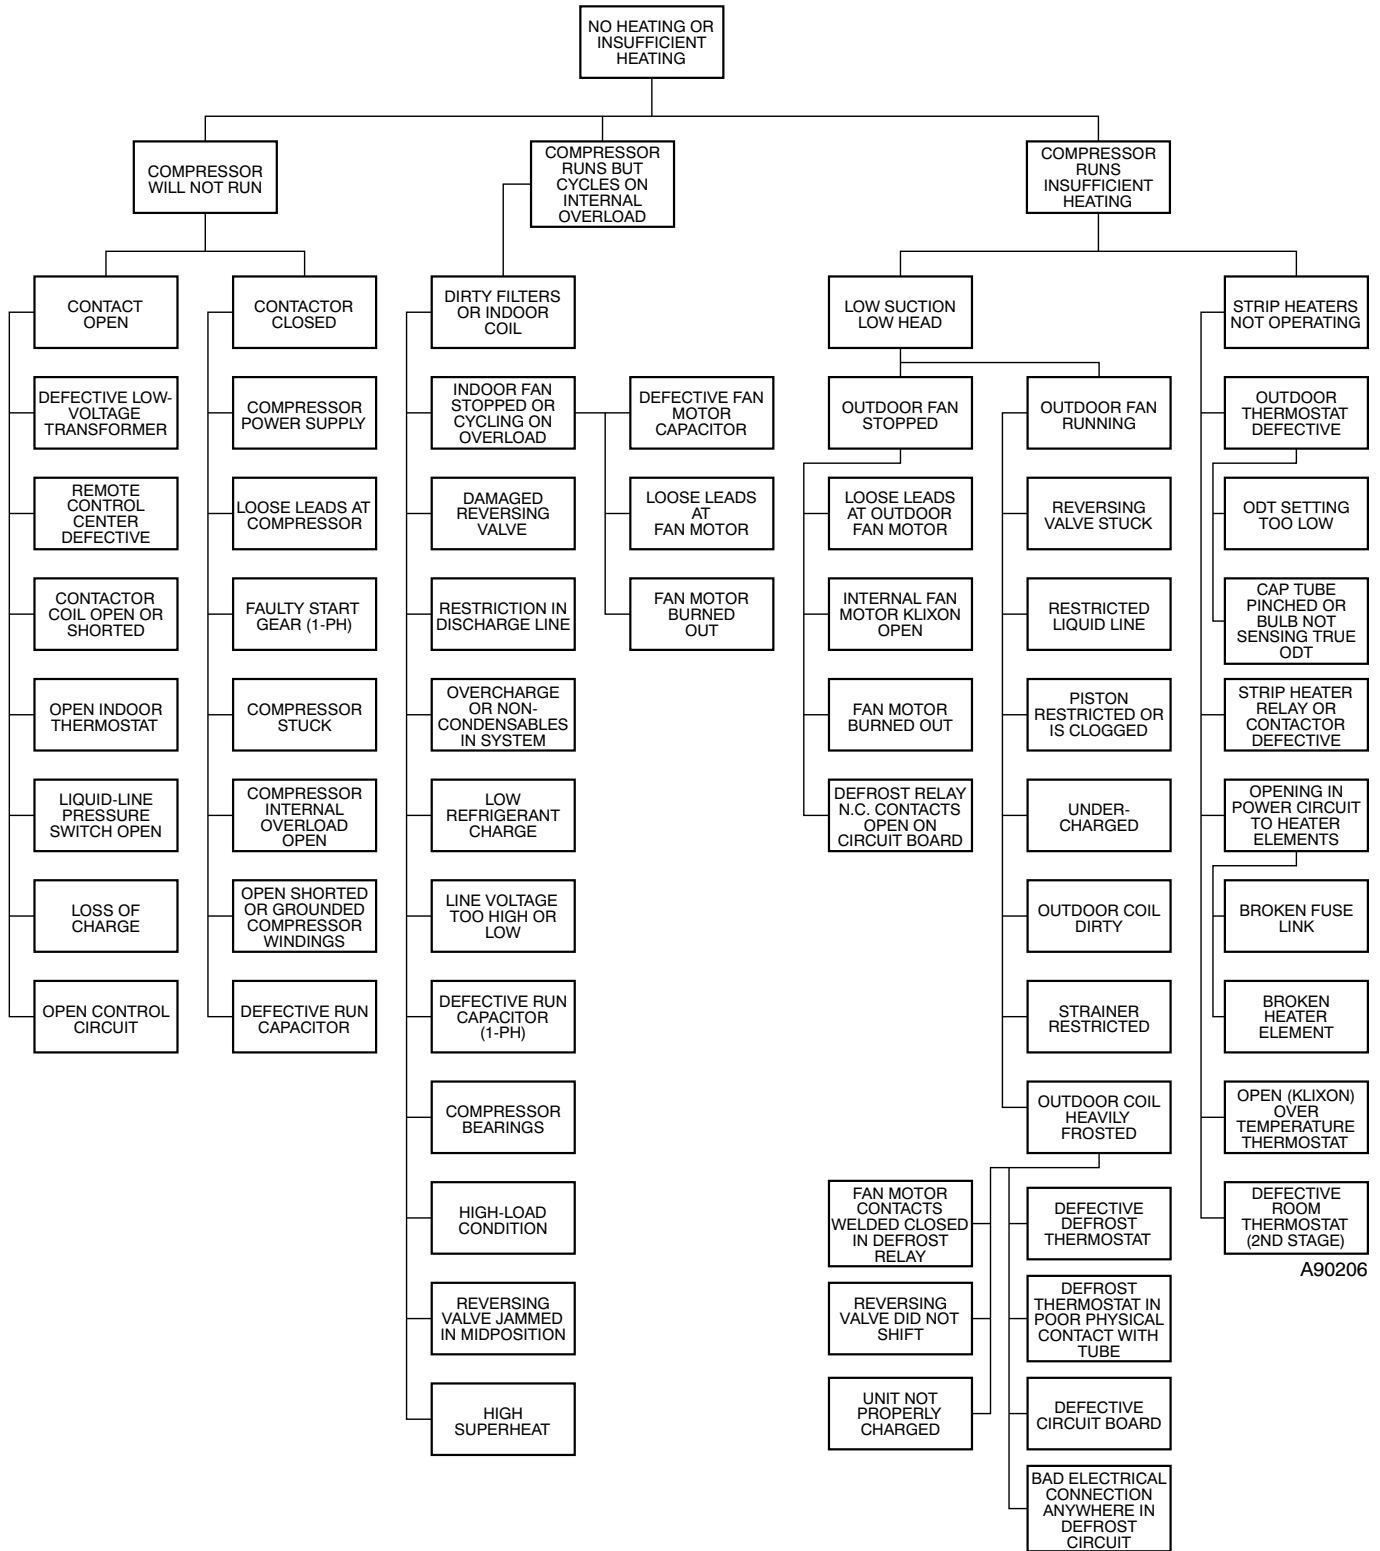 NO HEATING OR
INSUFFICIENT
HEATING
COMPRESSOR
WILL NOT RUN
COMPRESSOR
RUNS BUT
CYCLES ON
INTERNAL
OVERLOAD
COMPRESSOR
RUNS
INSUFFICIENT
HEATING
CONTACT
OPEN
DEFECTIVE LOW-
VOLTAGE
TRANSFORMER
REMOTE
CONTROL
CENTER
DEFECTIVE
CONTACTOR
COIL OPEN OR
SHORTED
OPEN INDOOR
THERMOSTAT
LIQUID-LINE
PRESSURE
SWITCH OPEN
LOSS OF
CHARGE
OPEN CONTROL
CIRCUIT
CONTACTOR
CLOSED
COMPRESSOR
POWER SUPPLY
LOOSE LEADS AT
COMPRESSOR
FAULTY START
GEAR (1-PH)
COMPRESSOR
STUCK
COMPRESSOR
INTERNAL
OVERLOAD
OPEN
OPEN SHORTED
OR GROUNDED
COMPRESSOR
WINDINGS
DEFECTIVE RUN
CAPACITOR
DIRTY FILTERS
OR INDOOR
COIL
INDOOR FAN
STOPPED OR
CYCLING ON
OVERLOAD
DAMAGED
REVERSING
VALVE
RESTRICTION IN
DISCHARGE LINE
OVERCHARGE
OR NON-
CONDENSABLES
IN SYSTEM
LOW
REFRIGERANT
CHARGE
LINE VOLTAGE
TOO HIGH OR
LOW
DEFECTIVE RUN
CAPACITOR
(1-PH)
COMPRESSOR
BEARINGS
HIGH-LOAD
CONDITION
REVERSING
VALVE JAMMED
IN MIDPOSITION
HIGH
SUPERHEAT
DEFECTIVE FAN
MOTOR
CAPACITOR
LOOSE LEADS
AT
FAN MOTOR
FAN MOTOR
BURNED
OUT
LOW SUCTION
LOW HEAD
OUTDOOR FAN
STOPPED
LOOSE LEADS
AT OUTDOOR
FAN MOTOR
INTERNAL FAN
MOTOR KLIXON
OPEN
FAN MOTOR
BURNED OUT
DEFROST RELAY
N.C. CONTACTS
OPEN ON
CIRCUIT BOARD
OUTDOOR FAN
RUNNING
REVERSING
VALVE STUCK
RESTRICTED
LIQUID LINE
PISTON
RESTRICTED OR
IS CLOGGED
UNDER-
CHARGED
OUTDOOR COIL
DIRTY
STRAINER
RESTRICTED
OUTDOOR COIL
HEAVILY
FROSTED
FAN MOTOR
CONTACTS
WELDED CLOSED
IN DEFROST
RELAY
REVERSING
VALVE DID NOT
SHIFT
UNIT NOT
PROPERLY
CHARGED
DEFECTIVE
DEFROST
THERMOSTAT
DEFROST
THERMOSTAT IN
POOR PHYSICAL
CONTACT WITH
TUBE
DEFECTIVE
CIRCUIT BOARD
BAD ELECTRICAL
CONNECTION
ANYWHERE IN
DEFROST
CIRCUIT
STRIP HEATERS
NOT OPERATING
OUTDOOR
THERMOSTAT
DEFECTIVE
ODT SETTING
TOO LOW
CAP TUBE
PINCHED OR
BULB NOT
SENSING TRUE
ODT
STRIP HEATER
RELAY OR
CONTACTOR
DEFECTIVE
OPENING IN
POWER CIRCUIT
TO HEATER
ELEMENTS
BROKEN FUSE
LINK
BROKEN
HEATER
ELEMENT
OPEN (KLIXON)
OVER
TEMPERATURE
THERMOSTAT
DEFECTIVE
ROOM
THERMOSTAT
(2ND STAGE)
A90206